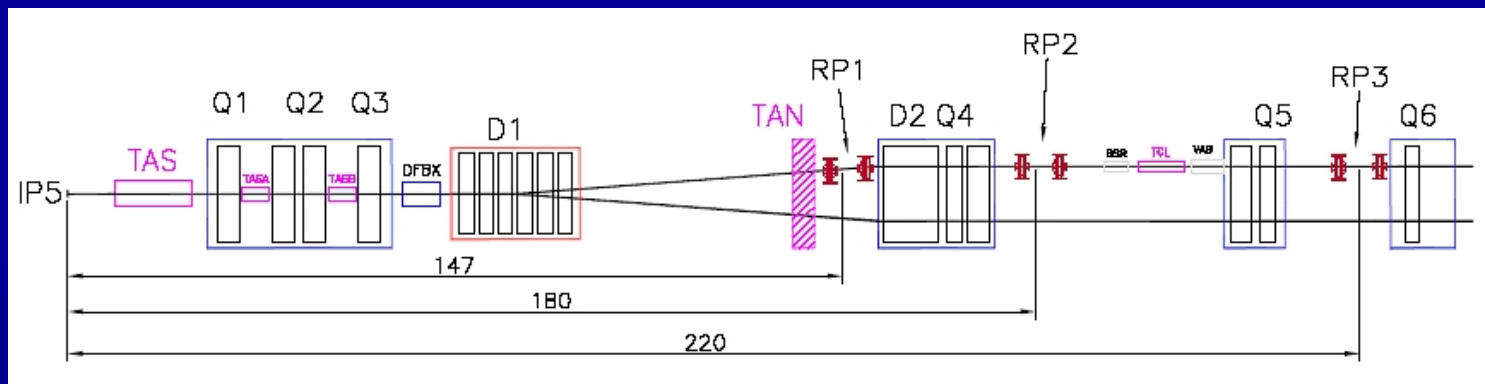 RP2
RP1
RP3
Q1
Q2
Q3
TAN
D2
Q4
Q5
Q6
D1
TAS
DFBX
TCL
TASA
TASB
IP5
147
180
220